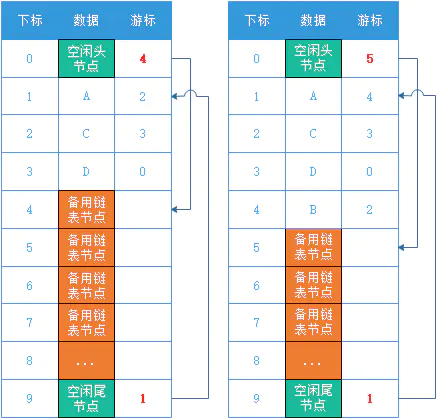 下标 数据 游标
0 空闲头节点 4
1 A 2
2 C 3
3 D 0
4 备用链表节点
5 备用链表节点
6 备用链表节点
7 备用链表节点
8 ...
9 空闲尾节点 1
下标 数据 游标
0 空闲头节点 5
1 A 4
2 C 3
3 D 0
4 B 2
5 备用链表节点
6 备用链表节点
7 备用链表节点
8 ...
9 空闲尾节点 1